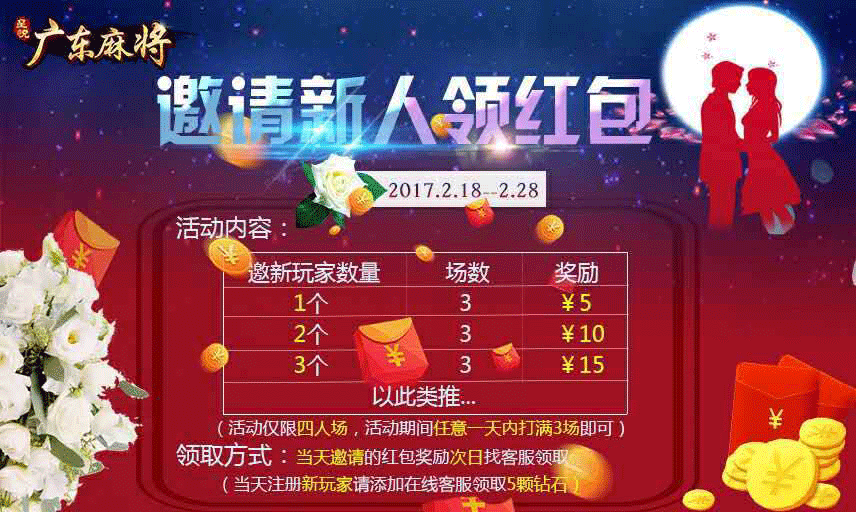 星悦
广东麻将
邀请新人领红包
2017.2.18--2.28
活动内容：
邀新玩家数量 场数 奖励
1个 3 ￥5
2个 3 ￥10
3个 3 ￥15
以此类推...
（活动仅限四人场，活动期间任意一天内打满3场即可）
领取方式：当天邀请的红包奖励次日找客服领取
（当天注册新玩家请添加在线客服领取5颗钻石）